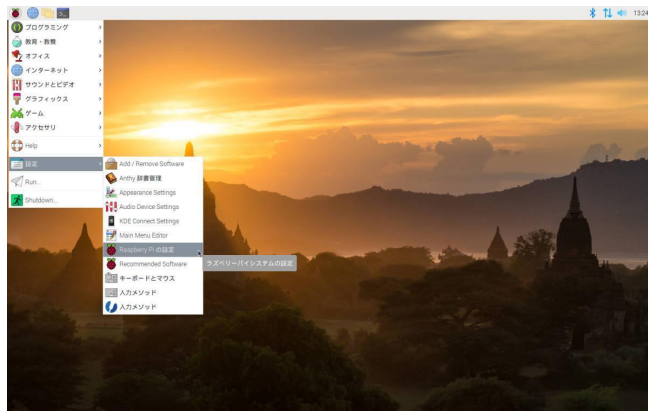 13:24
プログラミング
教育・教養
オフィス
インターネット
サウンドとビデオ
グラフィックス
ゲーム
アクセサリ
Help
設定
Run...
Shutdown...
Add / Remove Software
Anthy 辞書管理
Appearance Settings
Audio Device Settings
KDE Connect Settings
Main Menu Editor
Raspberry Pi の設定
Recommended Software
ラズベリーパイシステムの設定
キーボードとマウス
入力メソッド
入力メソッド